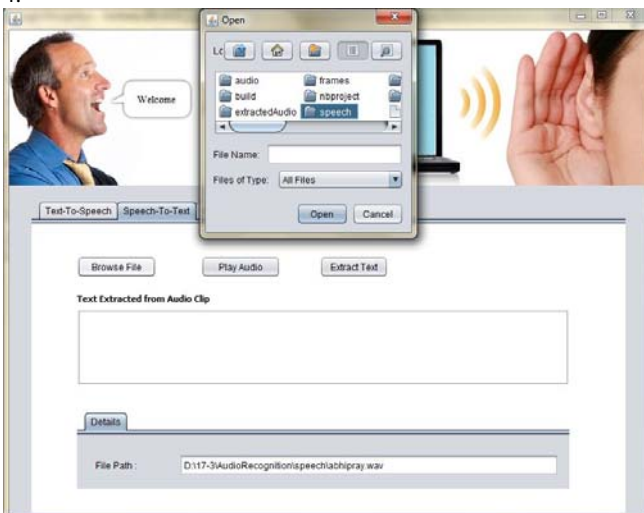 Open
Welcome
audio
frames
build
nbproject
extractedAudio
speech
File Name:
Files of Type: All Files
Open Cancel
Text-To-Speech Speech-To-Text
Browse File Play Audio Extract Text
Text Extracted from Audio Clip
Details
File Path : D:\17-3\AudioRecognition\speech\abhipray.wav